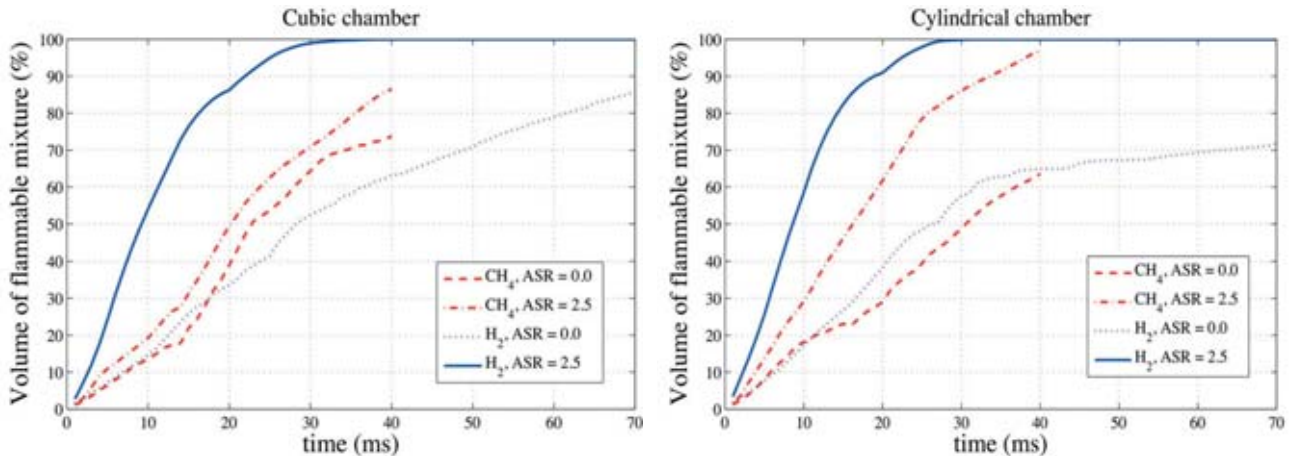 Cubic chamber
Volume of flammable mixture (%)
100
90
80
70
60
50
40
30
20
10
0
CH4, ASR = 0.0
CH4, ASR = 2.5
H2, ASR = 0.0
H2, ASR = 2.5
0 10 20 30 40 50 60 70
time (ms)
Cylindrical chamber
Volume of flammable mixture (%)
100
90
80
70
60
50
40
30
20
10
0
CH4, ASR = 0.0
CH4, ASR = 2.5
H2, ASR = 0.0
H2, ASR = 2.5
0 10 20 30 40 50 60 70
time (ms)